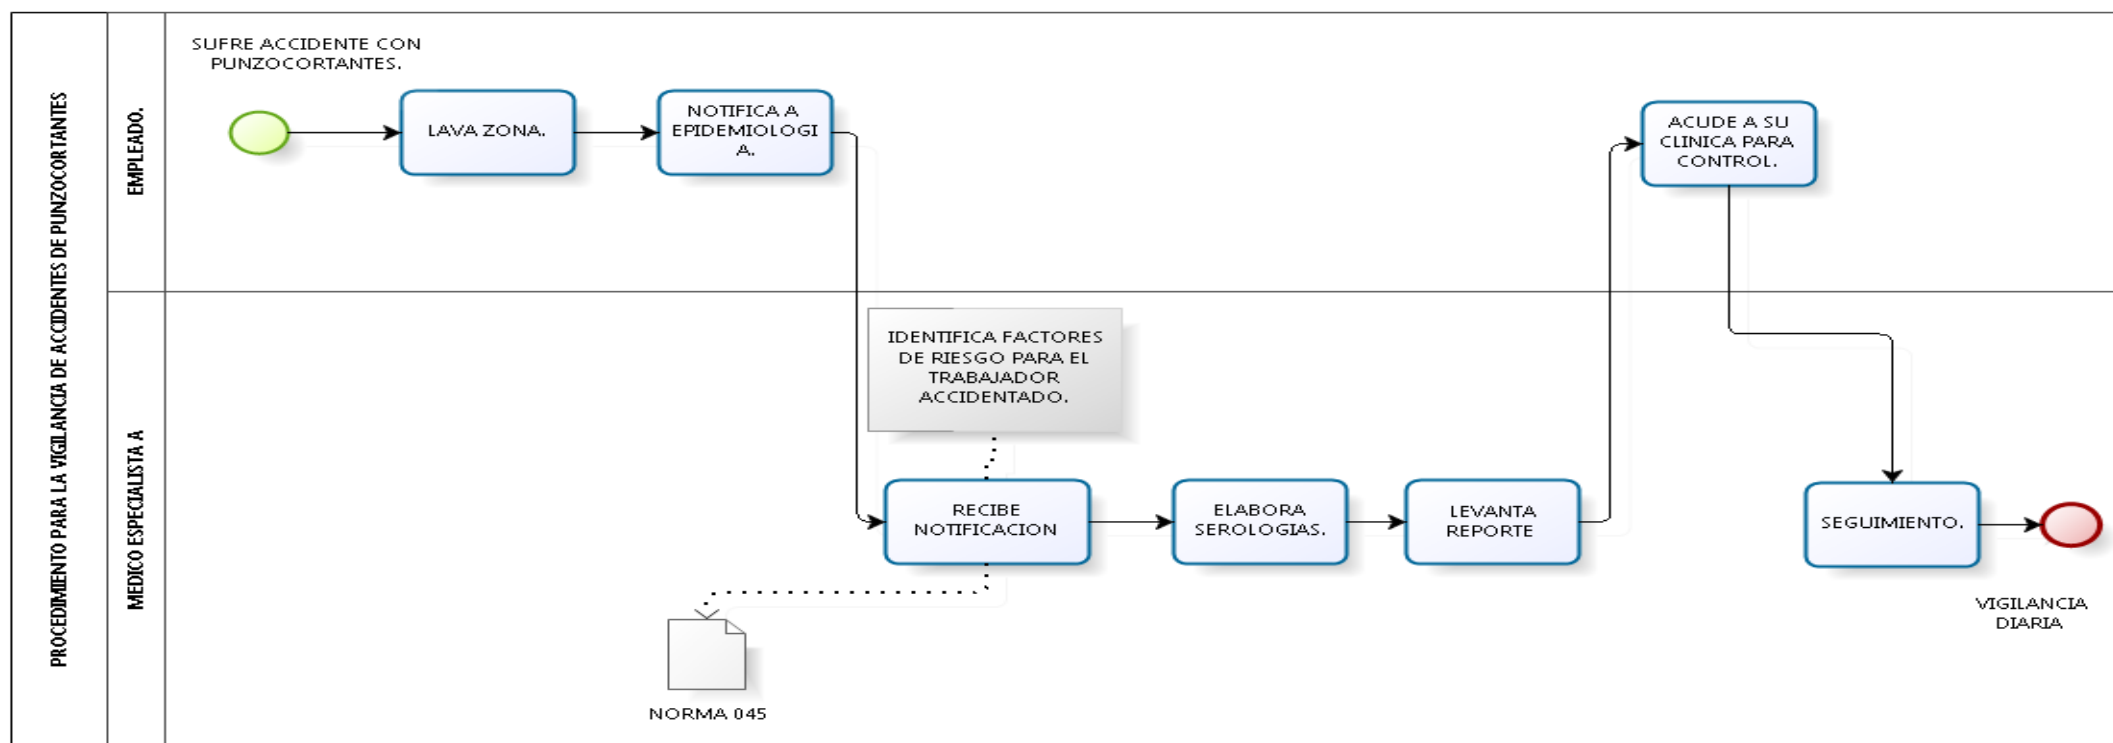 PROCEDIMIENTO PARA LA VIGILANCIA DE ACCIDENTES DE PUNZOCORTANTES
EMPLEADO.
SUFRE ACCIDENTE CON
PUNZOCORTANTES.
LAVA ZONA.
NOTIFICA A
EPIDEMIOLOGI
A.
ACUDE A SU
CLINICA PARA
CONTROL.
MEDICO ESPECIALISTA A
IDENTIFICA FACTORES
DE RIESGO PARA EL
TRABAJADOR
ACCIDENTADO.
RECIBE
NOTIFICACION
ELABORA
SEROLOGIAS.
LEVANTA
REPORTE
SEGUIMIENTO.
VIGILANCIA
DIARIA
NORMA 045